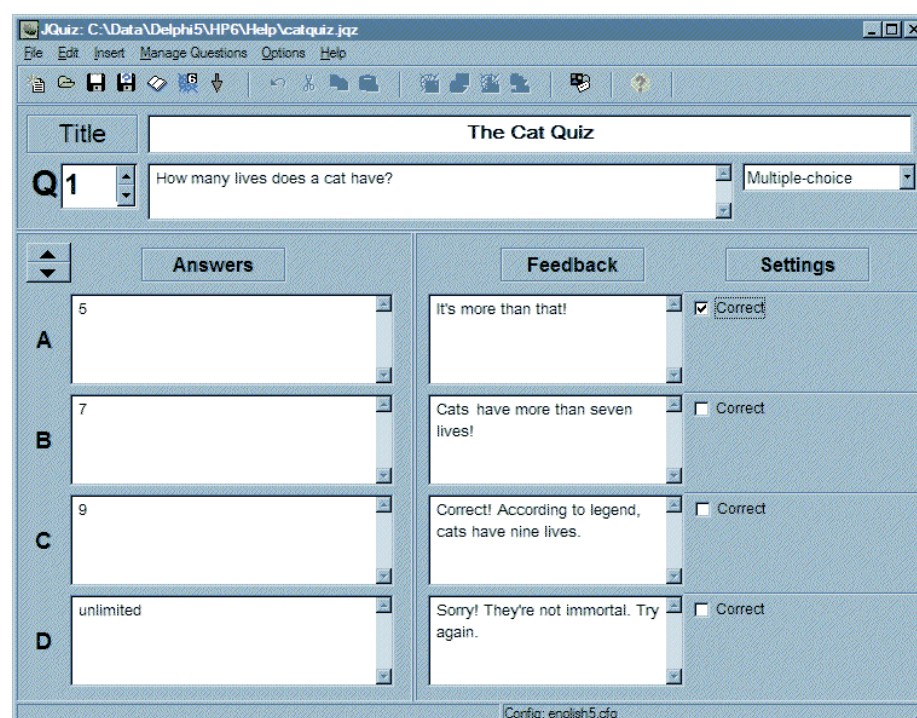 JQuiz: C:\Data\Delphi5\HP6\Help\catquiz.jqz
File Edit Insert Manage Questions Options Help
Title The Cat Quiz
Q 1 How many lives does a cat have? Multiple-choice
Answers Feedback Settings
A 5 It's more than that! Correct
B 7 Cats have more than seven Correct
lives!
C 9 Correct! According to legend, Correct
cats have nine lives.
D unlimited Sorry! They're not immortal. Try Correct
again.
Config: english5.cfg